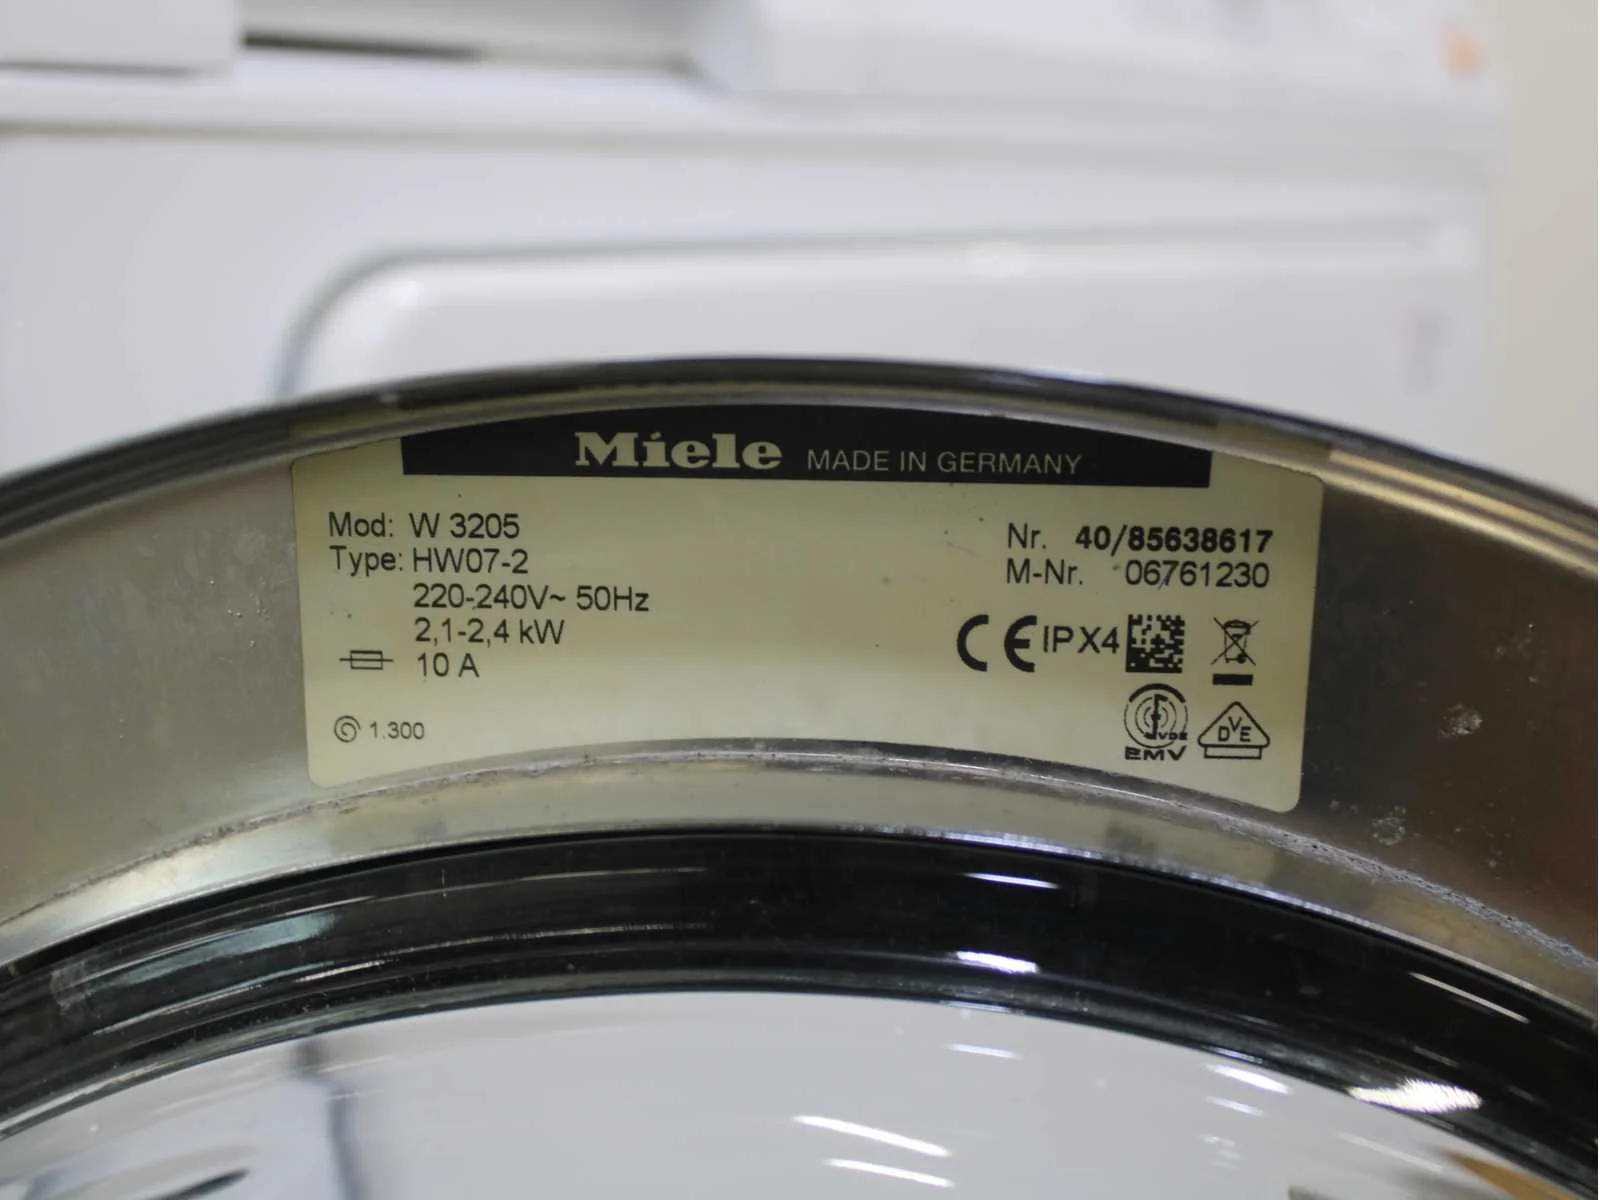 Miele MADE IN GERMANY
Mod: W 3205
Type: HW07-2
220-240V~ 50Hz
2,1-2,4 kW
10 A
1.300
Nr. 40/85638617
M-Nr. 06761230
CE IPX4
VDE
EMV
DVE